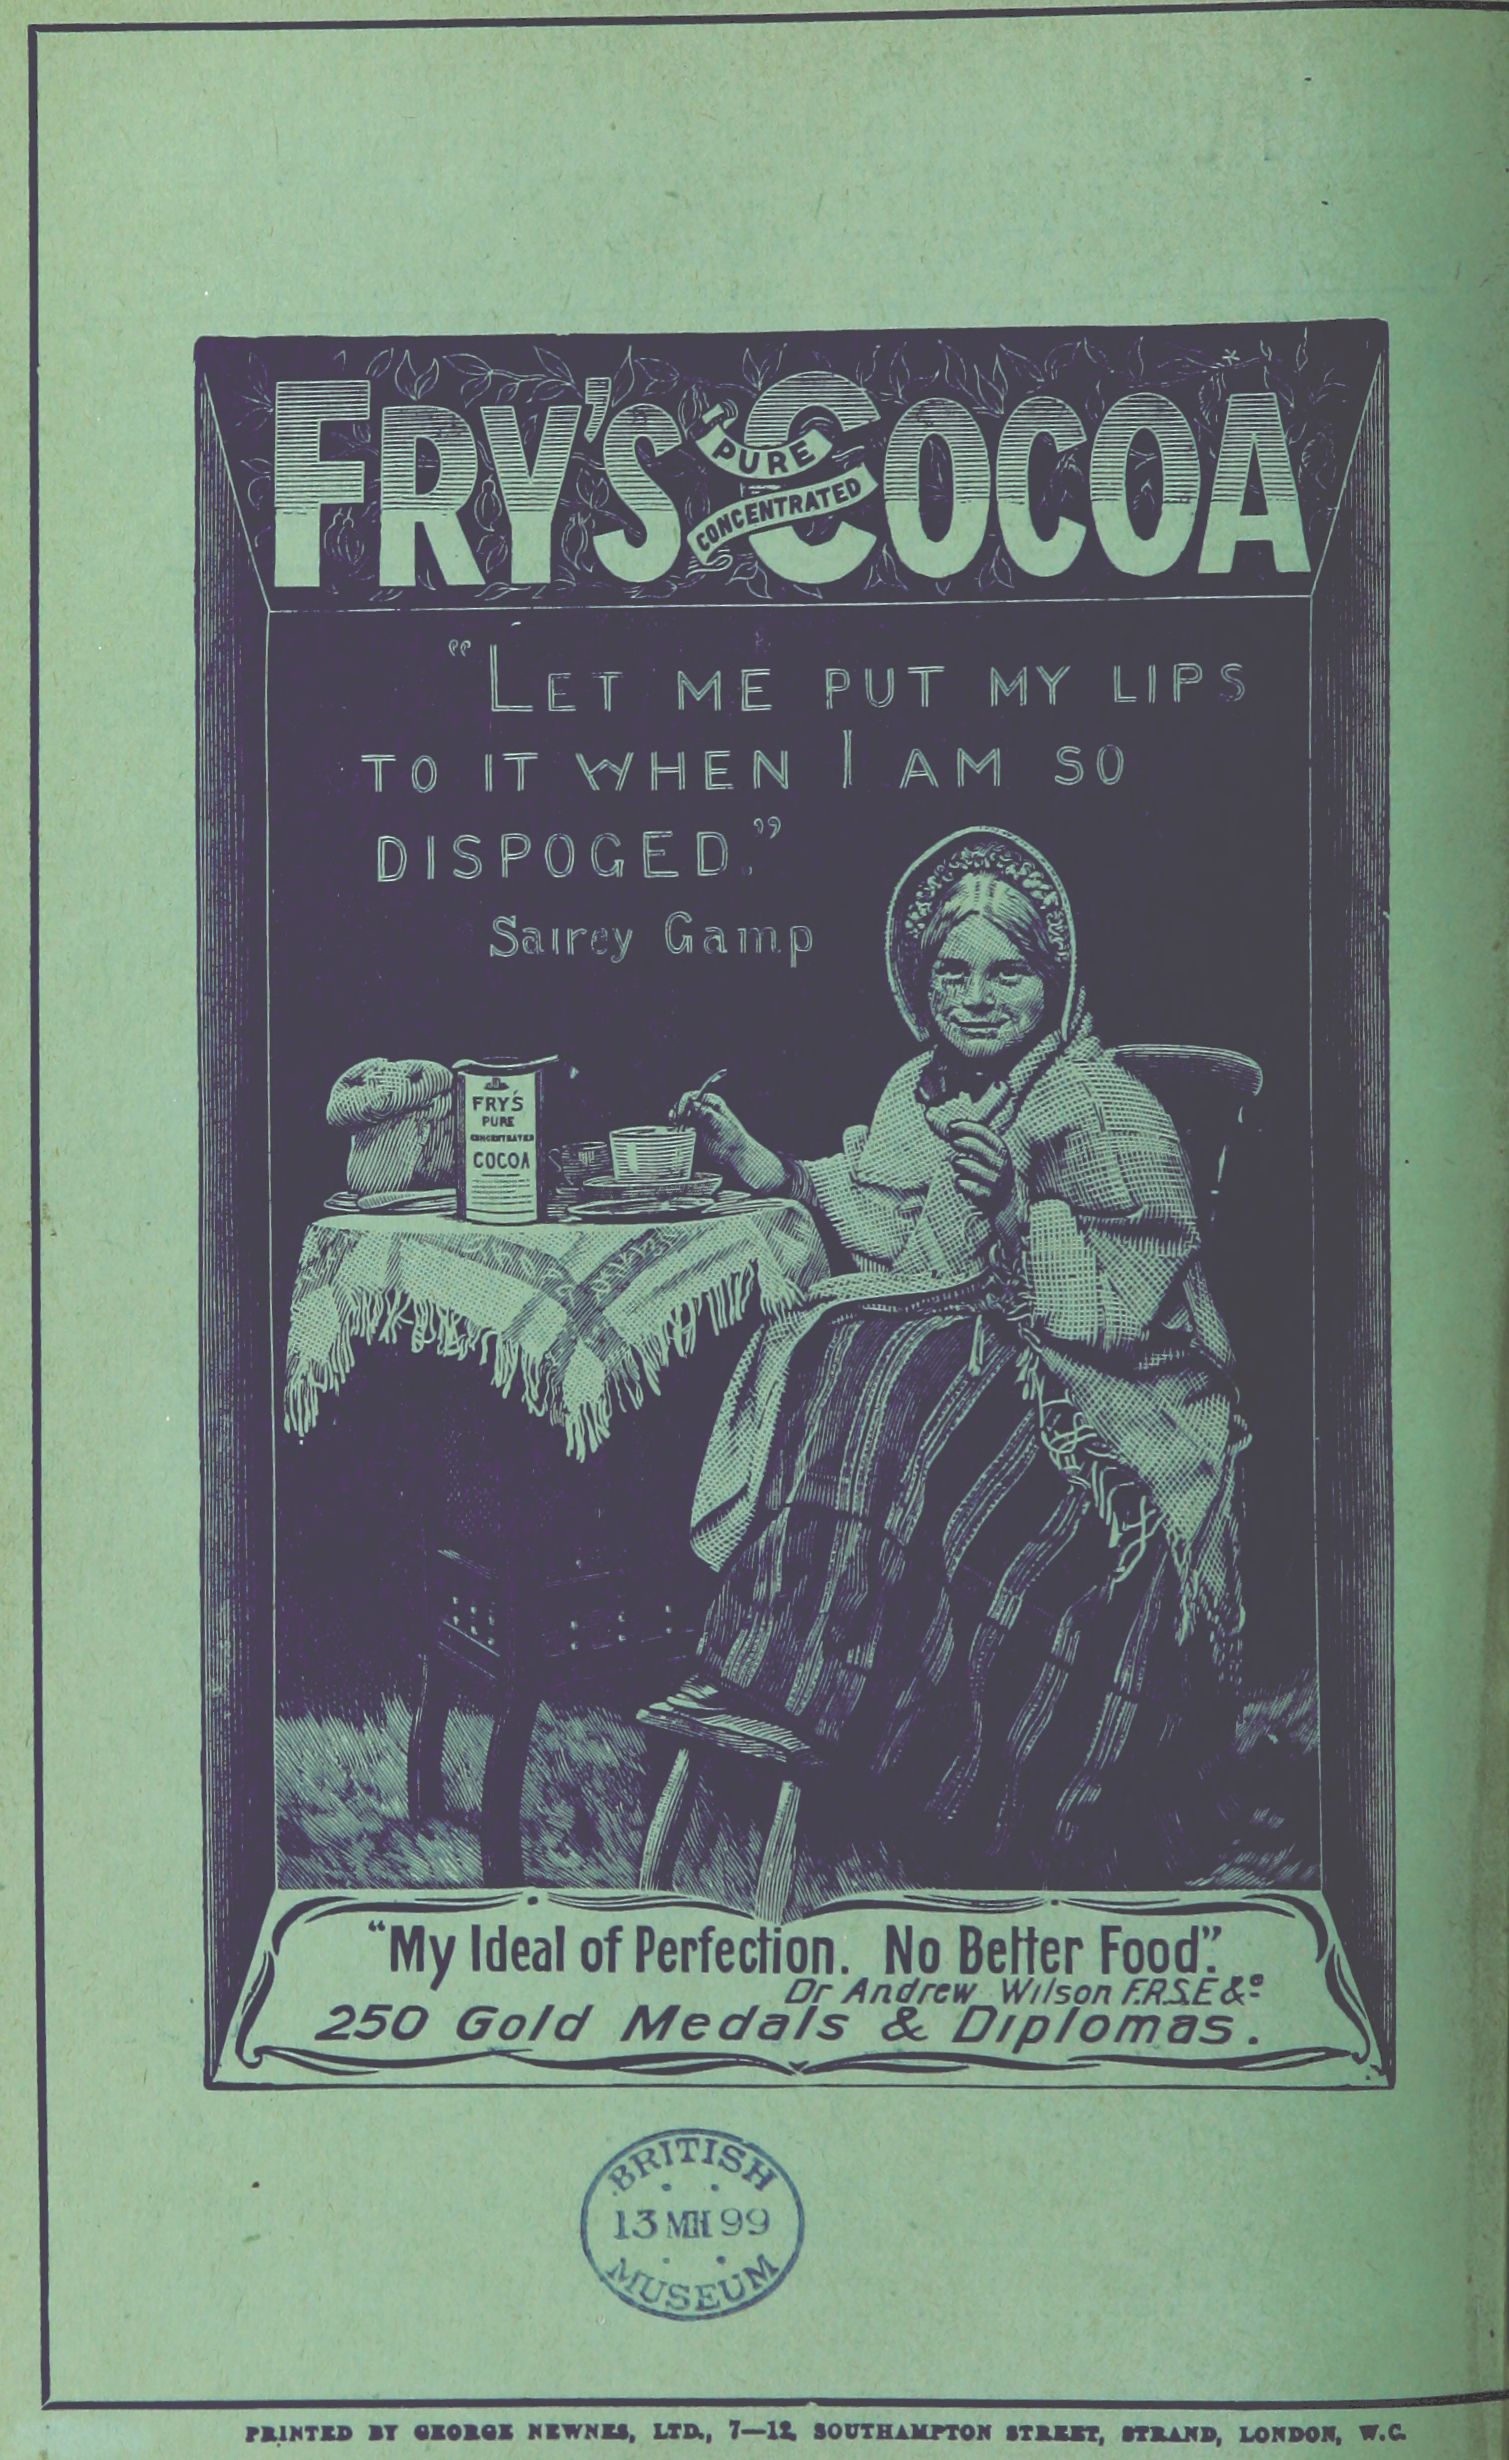 FRY'S PURE CONCENTRATED COCOA
"LET ME PUT MY LIPS
TO IT WHEN I AM SO
DISPOGED."
Sairey Gamp
FRY'S
PURE
CONCENTRATED
COCOA
"My Ideal of Perfection. No Better Food".
Dr Andrew Wilson F.R.S.E &c
250 Gold Medals & Diplomas.
BRITISH
13 MH 99
MUSEUM
PRINTED BY GEORGE NEWNES, LTD., 7—12, SOUTHAMPTON STREET, STRAND, LONDON, W.C.